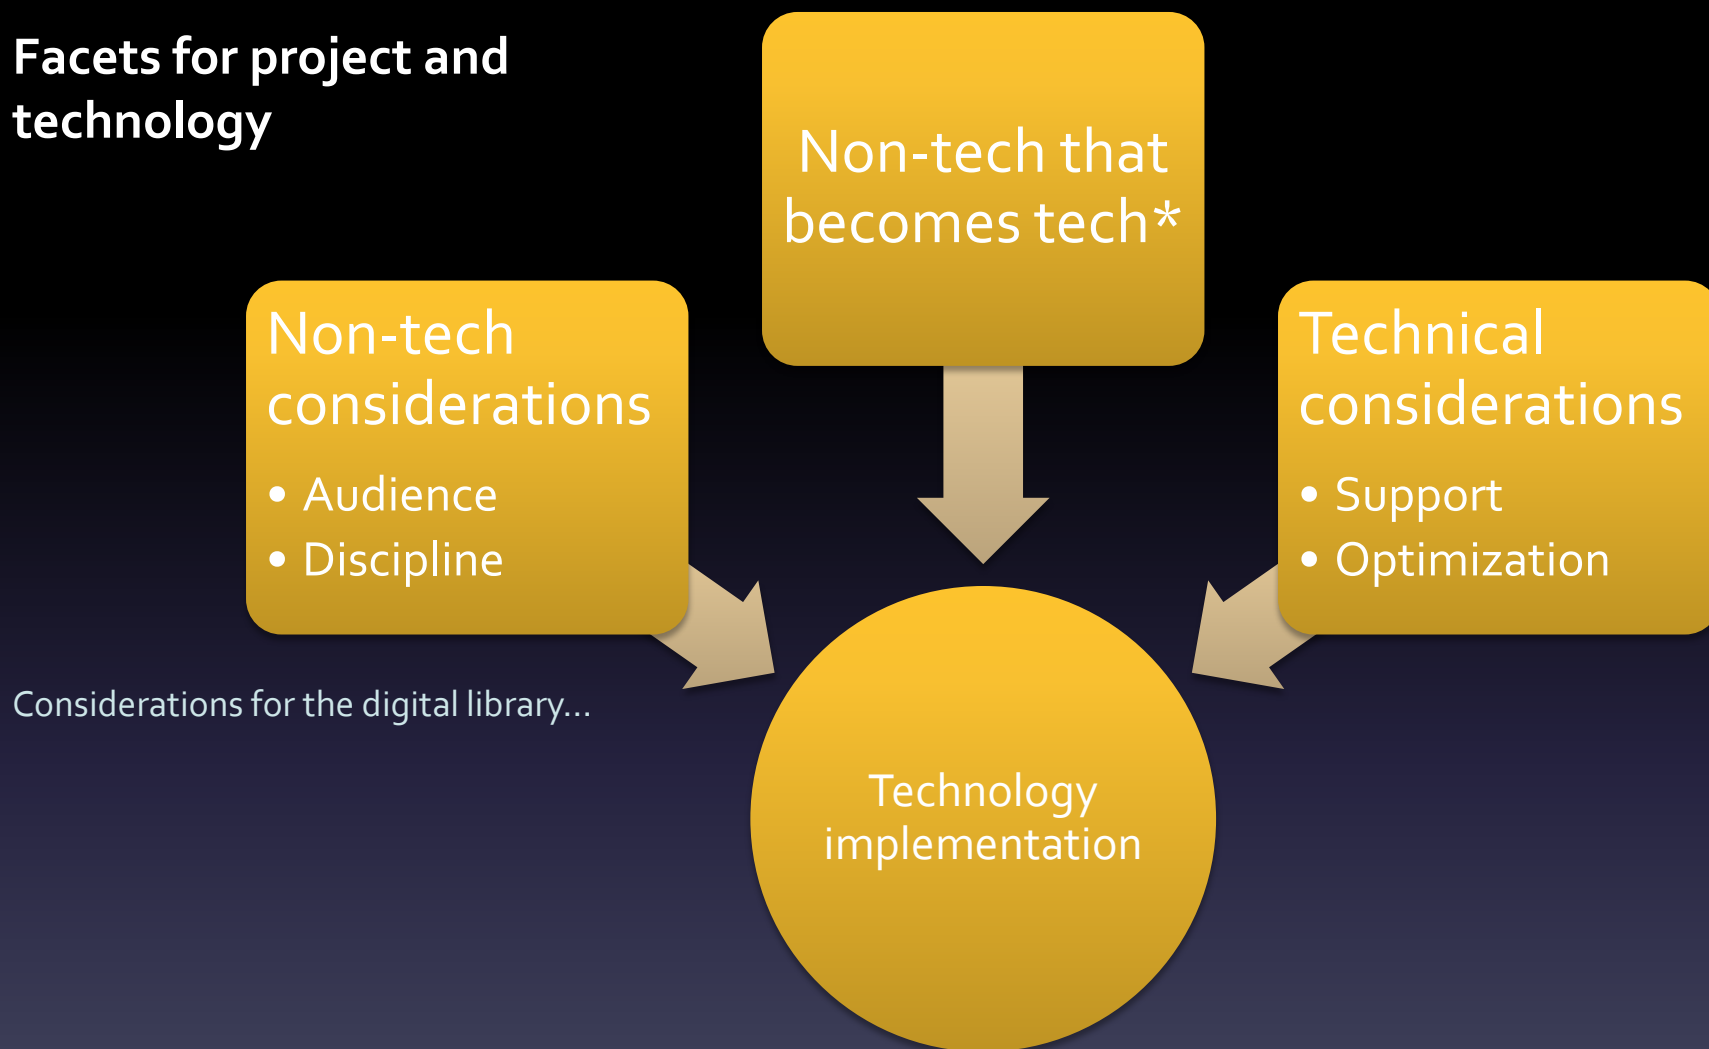 Facets for project and
technology
Non-tech that
becomes tech*
Non-tech
considerations
• Audience
• Discipline
Technical
considerations
• Support
• Optimization
Considerations for the digital library...
Technology
implementation